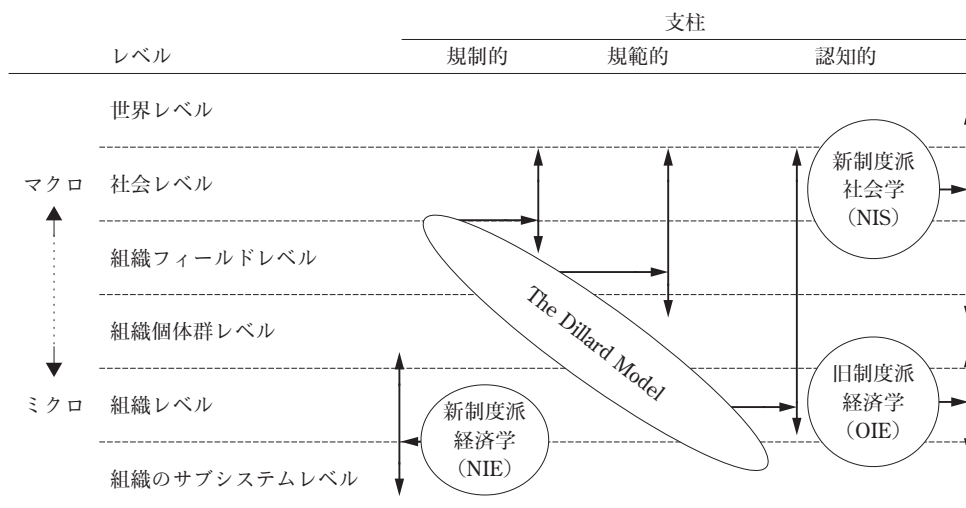 支柱
レベル 規制的 規範的 認知的
世界レベル
マクロ 社会レベル
新制度派
社会学
(NIS)
組織フィールドレベル
The Dillard Model
組織個体群レベル
ミクロ 組織レベル
新制度派
経済学
(NIE)
旧制度派
経済学
(OIE)
組織のサブシステムレベル